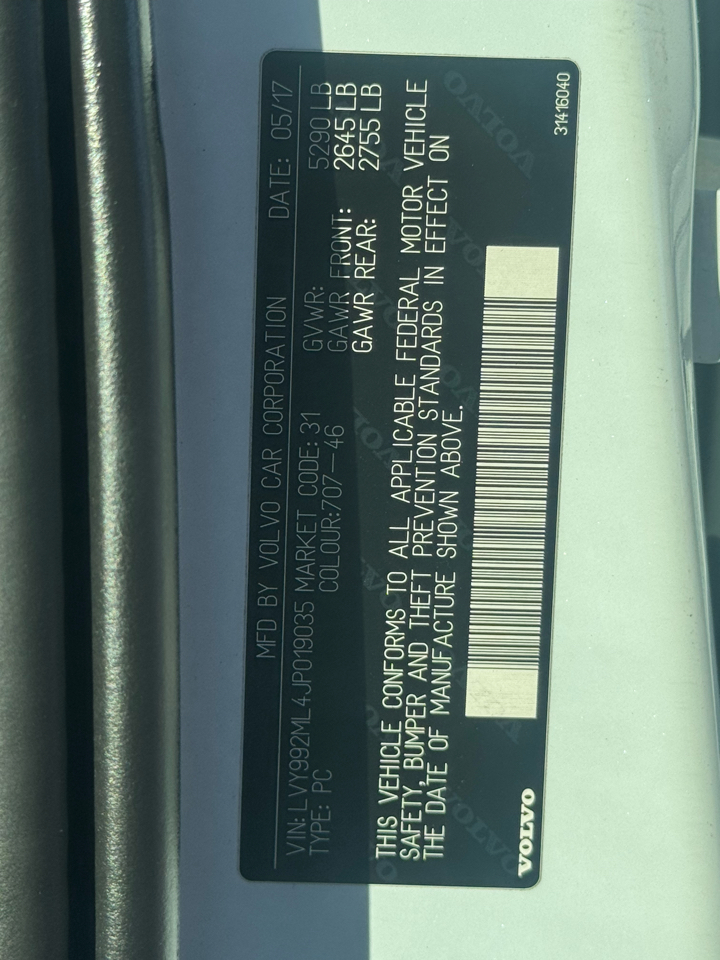 MFD BY VOLVO CAR CORPORATION DATE: 05/17
VIN: LVY992ML4JP019035 MARKET CODE: 31 GVWR: 5290 LB
TYPE: PC COLOUR:707-46 GAWR FRONT: 2645 LB
GAWR REAR: 2755 LB
THIS VEHICLE CONFORMS TO ALL APPLICABLE FEDERAL MOTOR VEHICLE
SAFETY, BUMPER AND THEFT PREVENTION STANDARDS IN EFFECT ON
THE DATE OF MANUFACTURE SHOWN ABOVE.
VOLVO
31416040